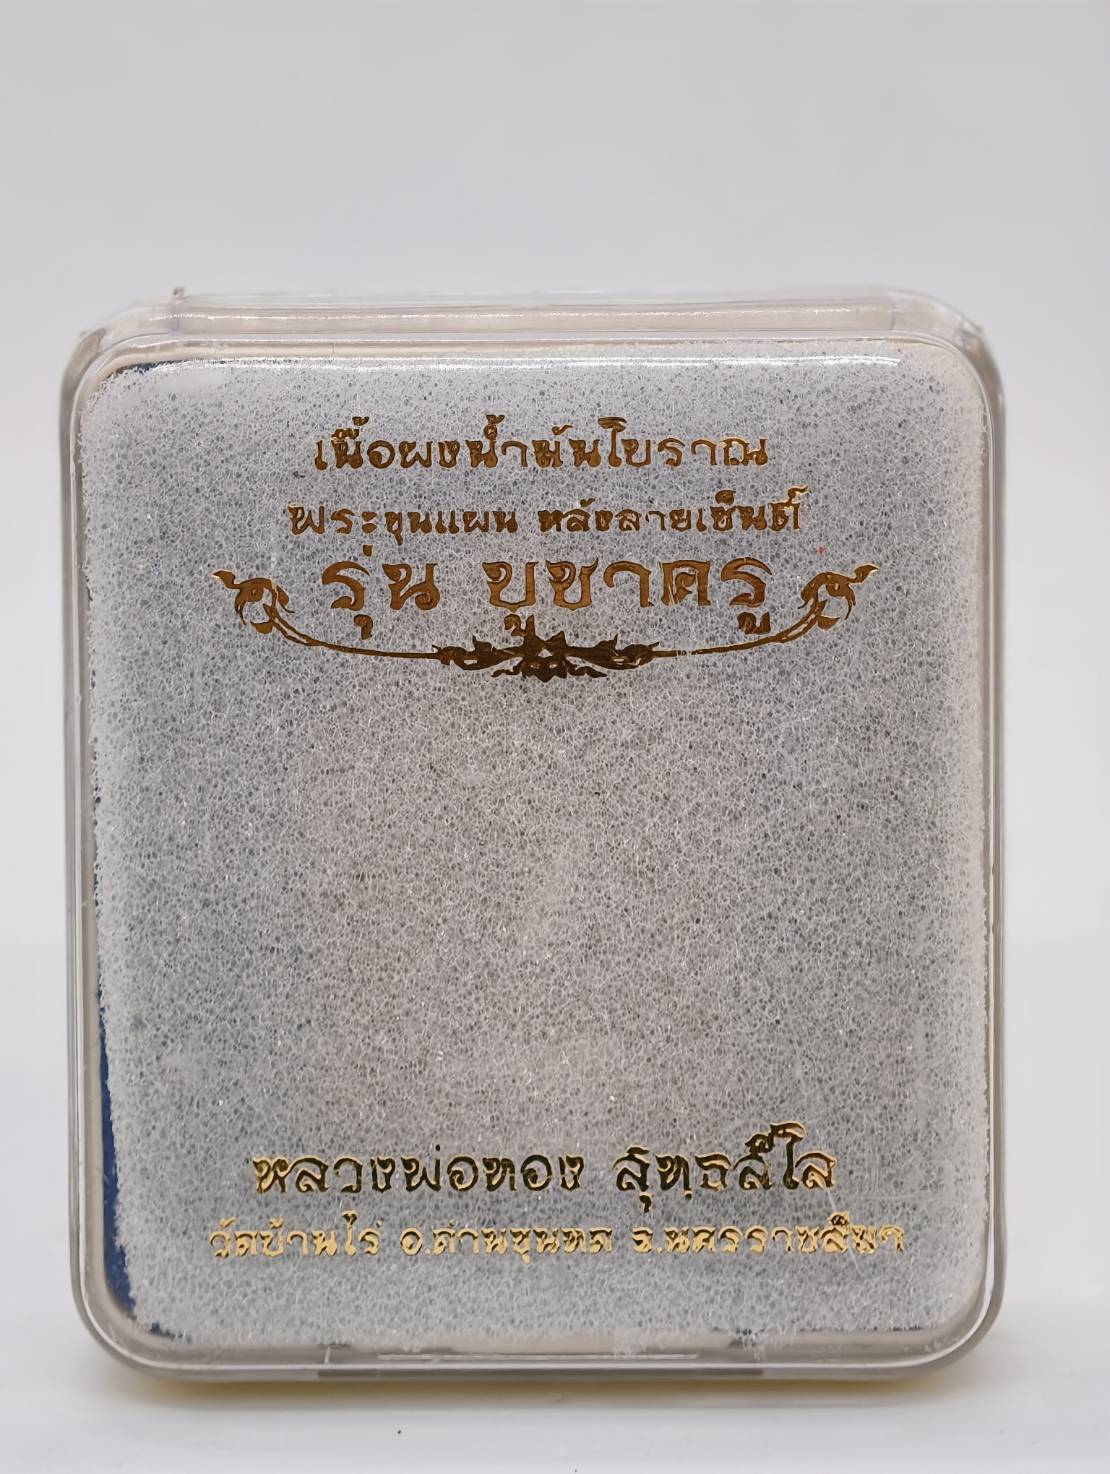 เนื้อผงน้ำมันโบราณ
พระขุนแผน หลังลายเซ็นต์
รุ่น บูชาครู
หลวงพ่อทอง สุทฺธสีโล
วัดบ้านไร่ อ.ด่านขุนทด จ.นครราชสีมา